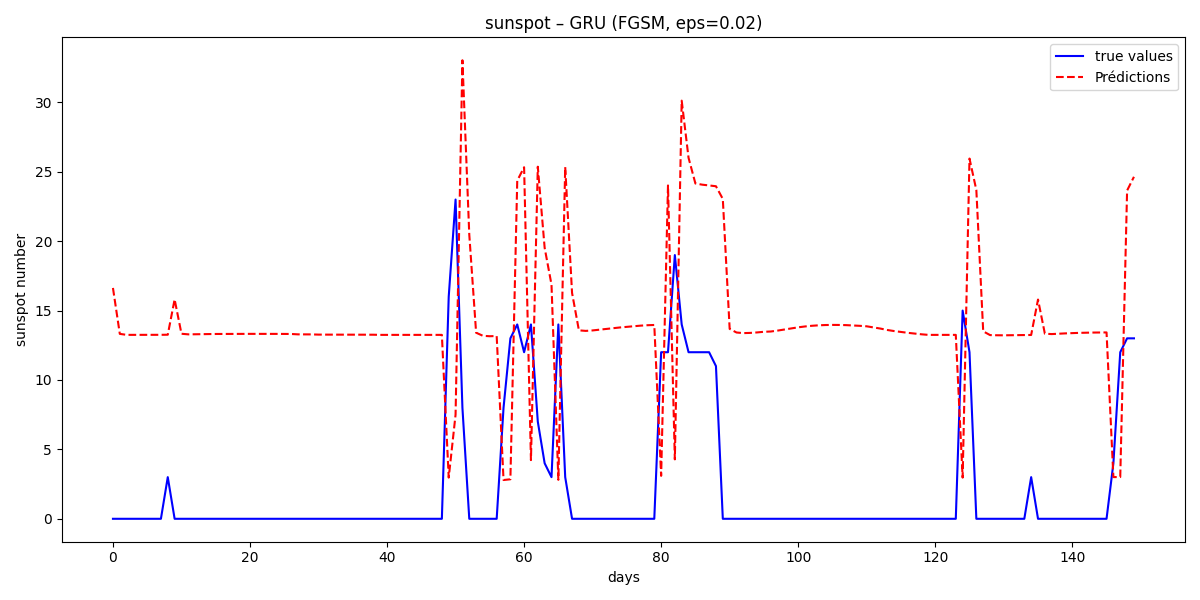 sunspot – GRU (FGSM, eps=0.02)
true values
Prédictions
sunspot number
30
25
20
15
10
5
0
0 20 40 60 80 100 120 140
days